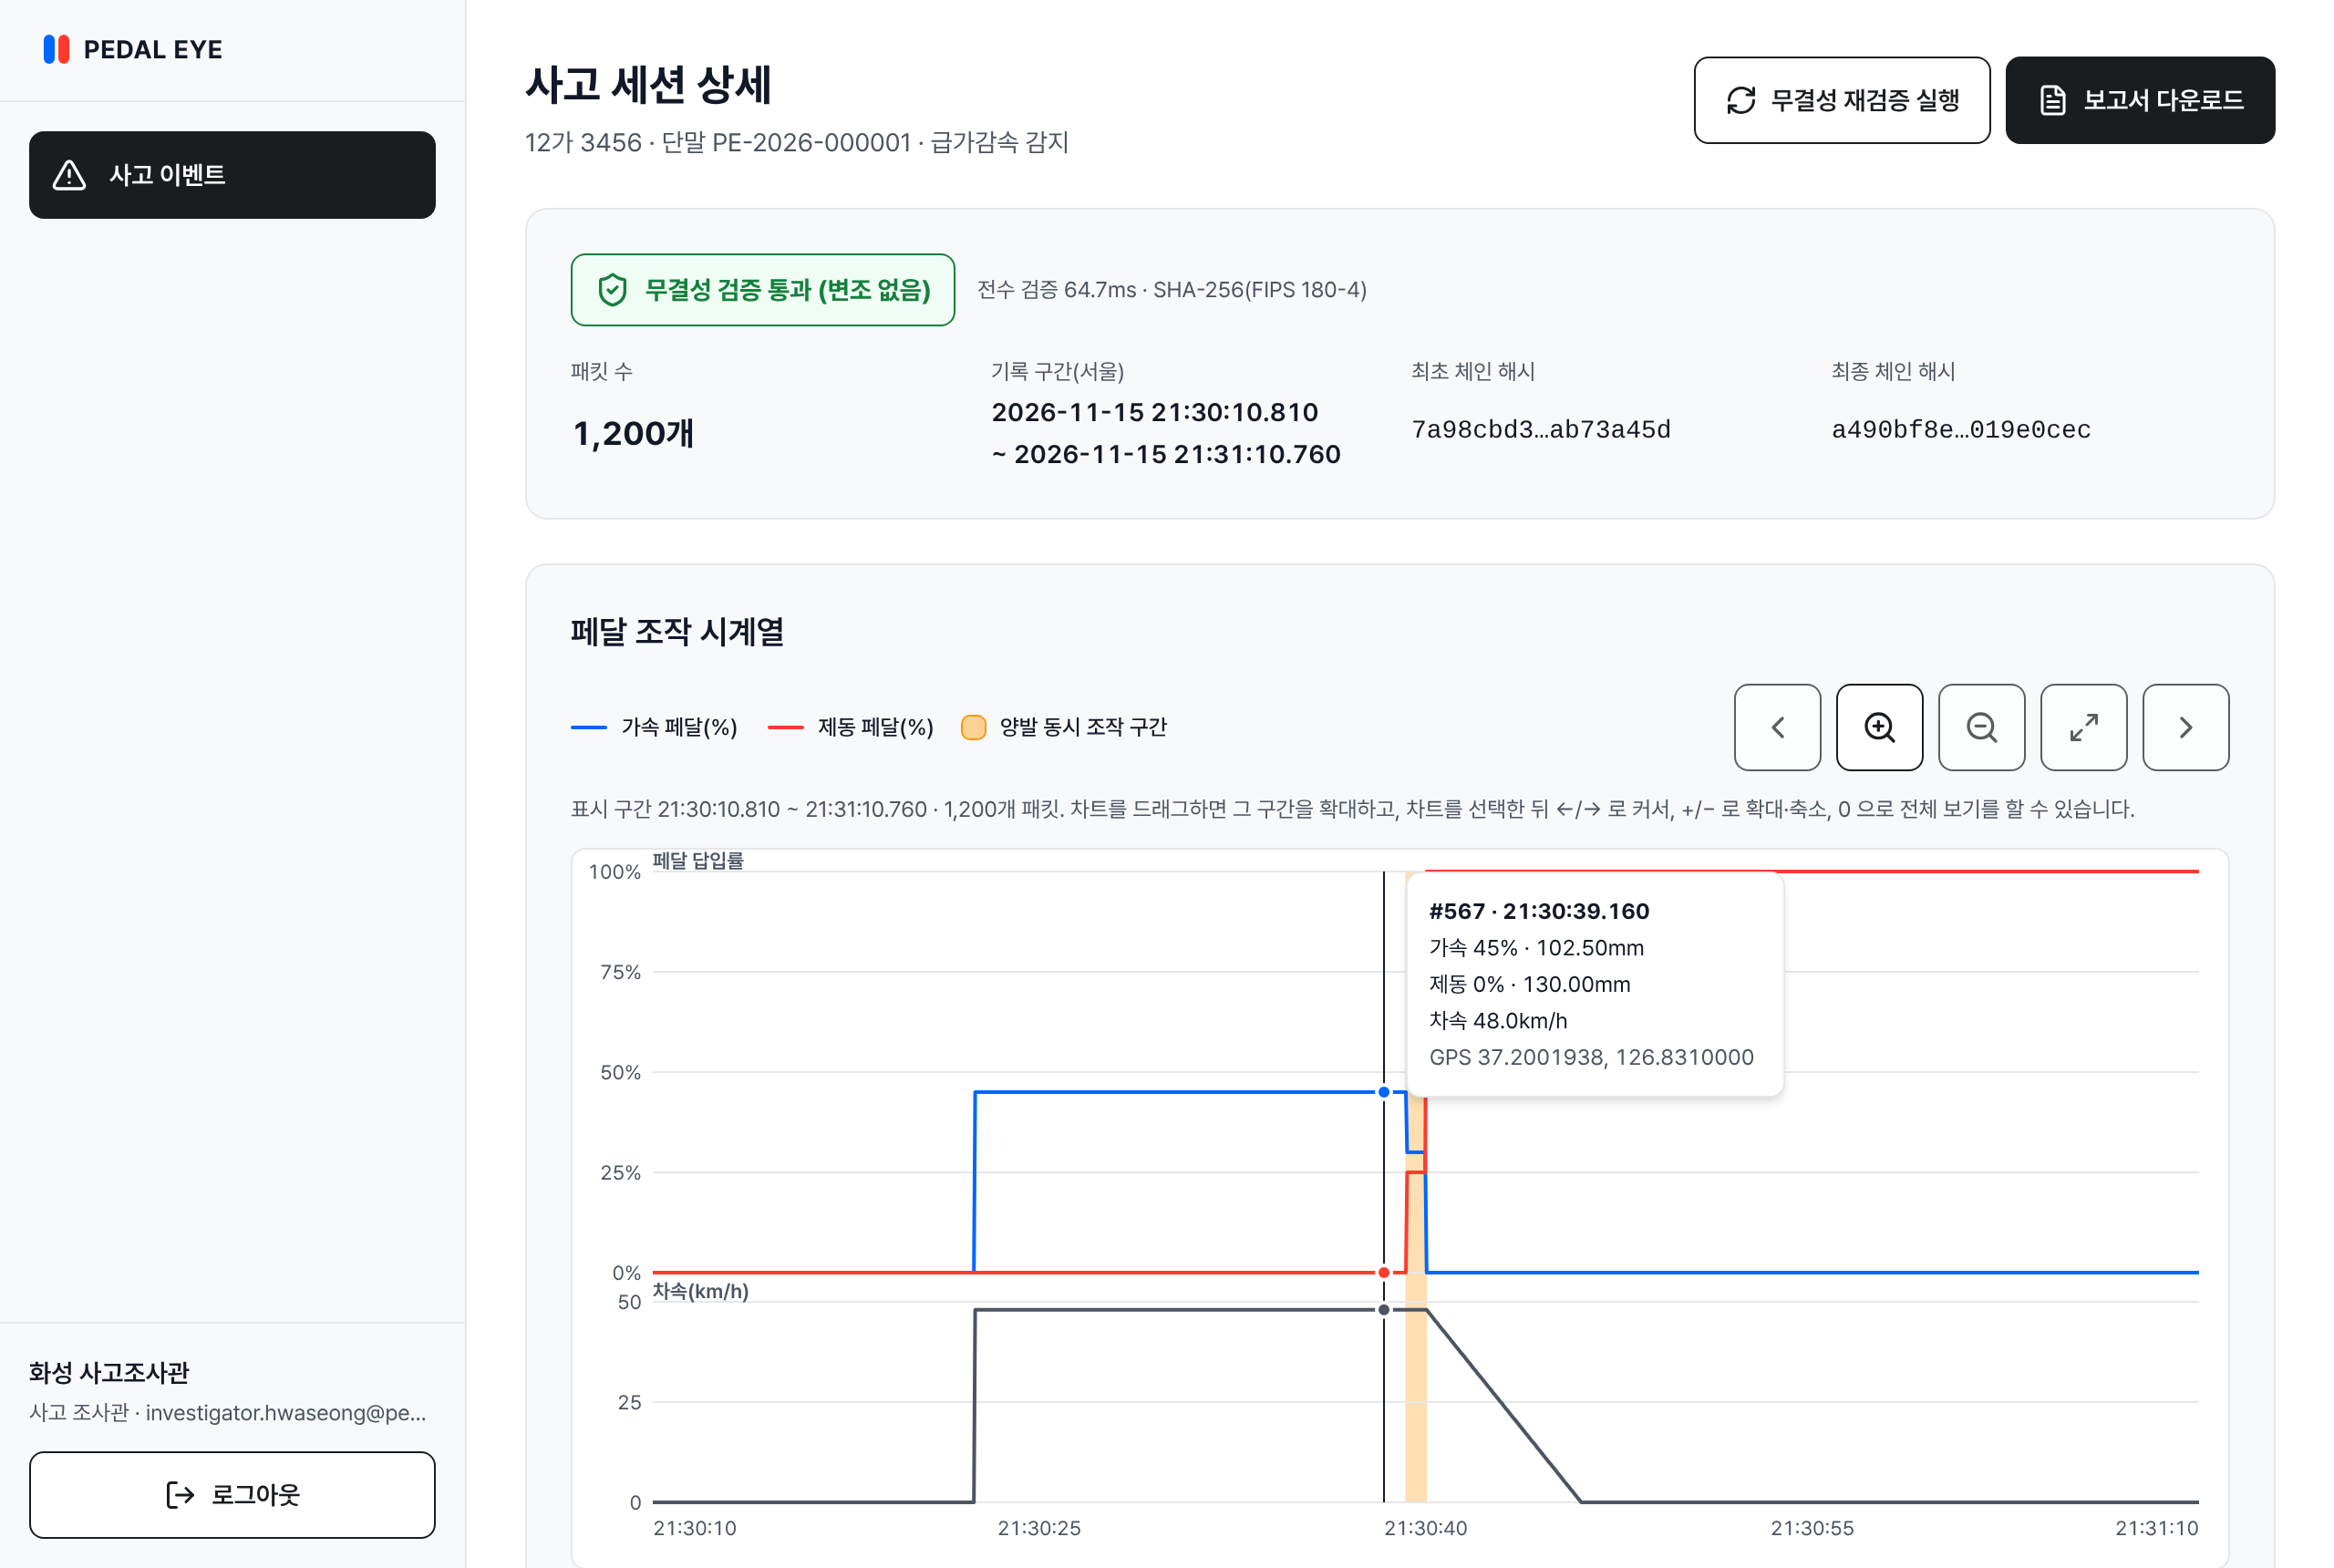 PEDAL EYE
사고 이벤트
화성 사고조사관
사고 조사관 · investigator.hwaseong@pe...
로그아웃
사고 세션 상세
12가 3456 · 단말 PE-2026-000001 · 급가감속 감지
무결성 재검증 실행
보고서 다운로드
무결성 검증 통과 (변조 없음)
전수 검증 64.7ms · SHA-256(FIPS 180-4)
패킷 수
1,200개
기록 구간(서울)
2026-11-15 21:30:10.810
~ 2026-11-15 21:31:10.760
최초 체인 해시
7a98cbd3…ab73a45d
최종 체인 해시
a490bf8e…019e0cec
페달 조작 시계열
가속 페달(%)
제동 페달(%)
양발 동시 조작 구간
표시 구간 21:30:10.810 ~ 21:31:10.760 · 1,200개 패킷. 차트를 드래그하면 그 구간을 확대하고, 차트를 선택한 뒤 ←/→ 로 커서, +/− 로 확대·축소, 0 으로 전체 보기를 할 수 있습니다.
페달 답입률
100%
75%
50%
25%
0%
#567 · 21:30:39.160
가속 45% · 102.50mm
제동 0% · 130.00mm
차속 48.0km/h
GPS 37.2001938, 126.8310000
차속(km/h)
50
25
0
21:30:10
21:30:25
21:30:40
21:30:55
21:31:10